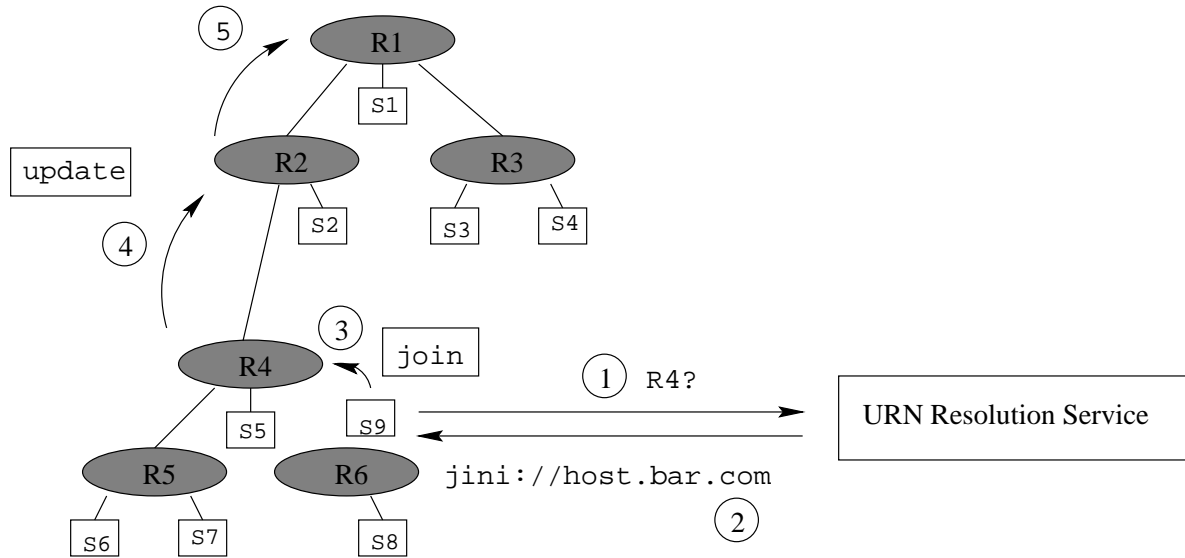 5
R1
S1
update
R2
R3
S2
S3
S4
4
3
join
R4
1 R4?
URN Resolution Service
S5
S9
R5
R6
jini://host.bar.com
2
S6
S7
S8